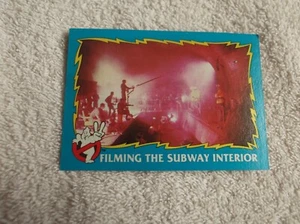 FILMING THE SUBWAY INTERIOR